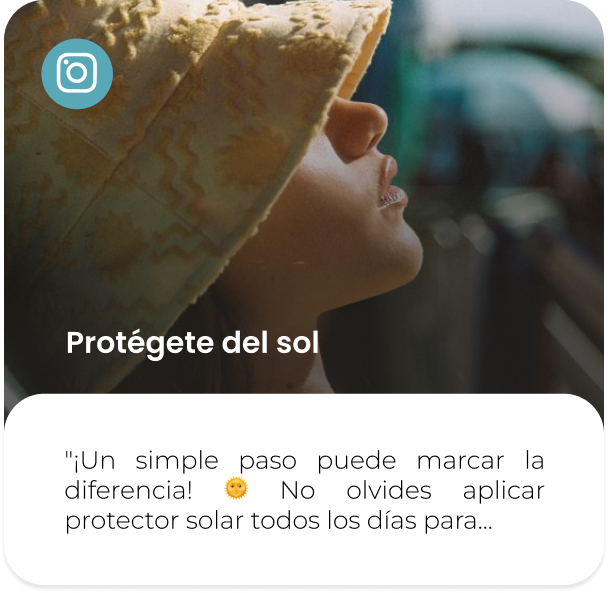 Protégete del sol
"¡Un simple paso puede marcar la
diferencia! 🌞 No olvides aplicar
protector solar todos los días para...